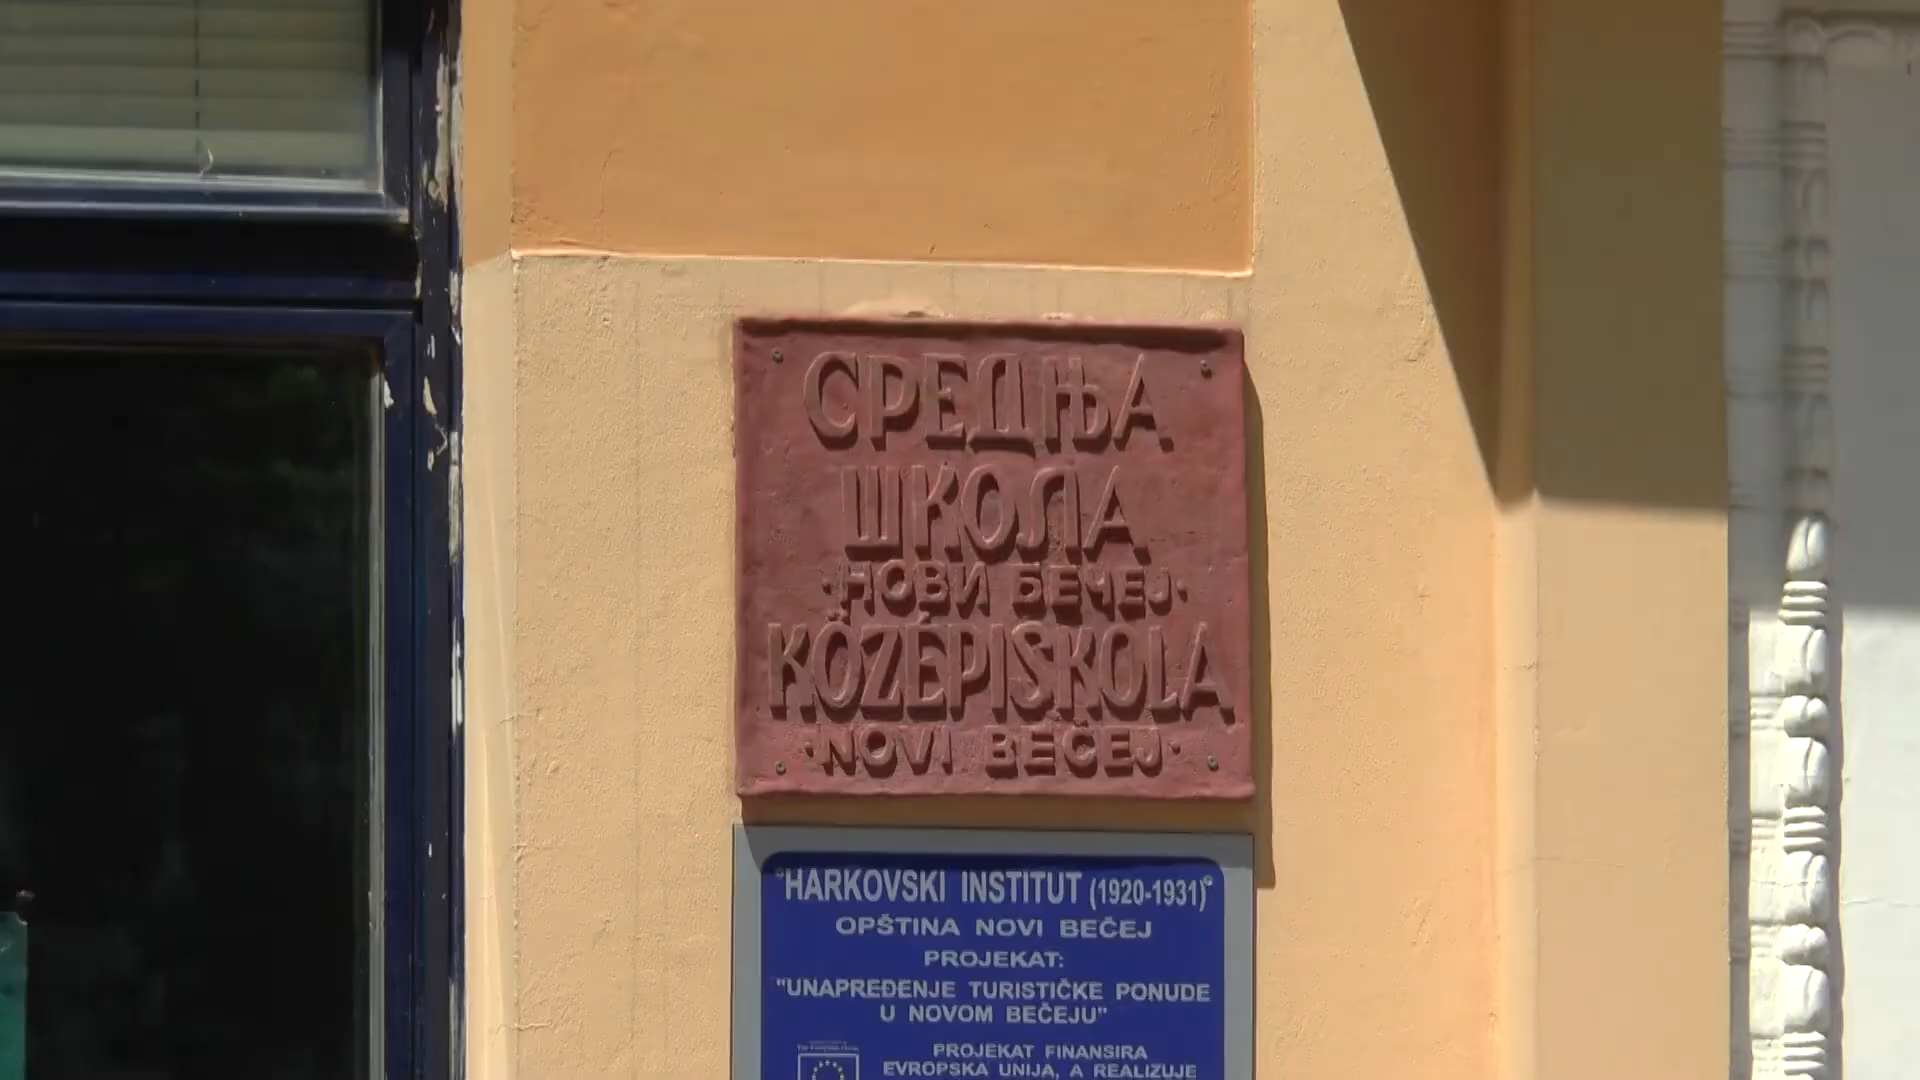 СРЕДЊА
ШКОЛА
·НОВИ БЕЧЕЈ·
KÖZÉPISKOLA
·NOVI BEČEJ·
"HARKOVSKI INSTITUT (1920-1931)"
OPŠTINA NOVI BEČEJ
PROJEKAT:
"UNAPREĐENJE TURISTIČKE PONUDE
U NOVOM BEČEJU"
PROJEKAT FINANSIRA
EVROPSKA UNIJA, A REALIZUJE